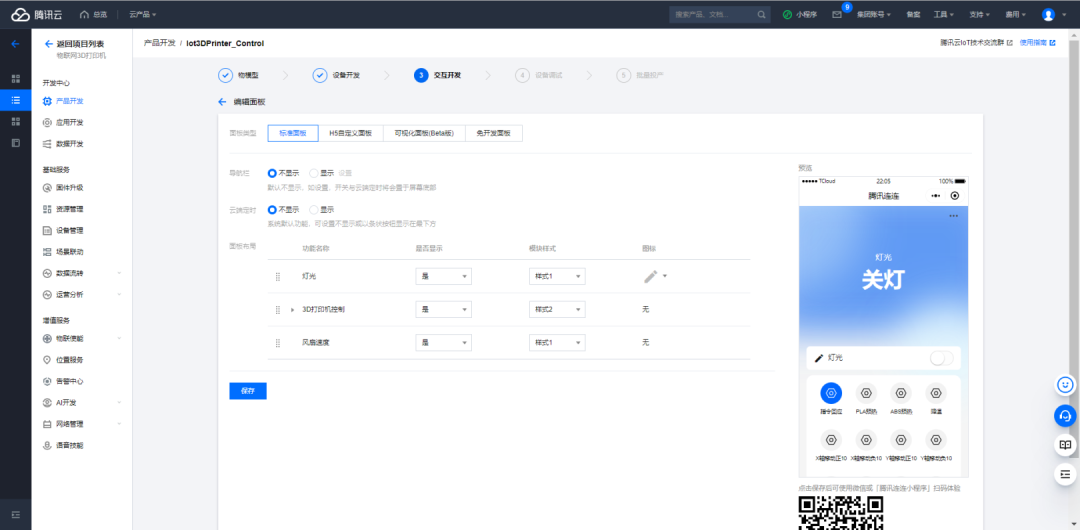 腾讯云 总览 云产品 搜索产品、文档... 小程序 9 集团账号 备案 工具 支持 费用
返回项目列表
物联网3D打印机
产品开发 / Iot3DPrinter_Control
腾讯云IoT技术交流群 使用指南
开发中心
产品开发
应用开发
数据开发
基础服务
固件升级
资源管理
设备管理
场景联动
数据流转
运营分析
增值服务
物联使能
位置服务
告警中心
AI开发
网络管理
语音技能
物模型
设备开发
3 交互开发
4 设备调试
5 批量投产
编辑面板
面板类型 标准面板 H5自定义面板 可视化面板(Beta版) 免开发面板
导航栏 不显示 显示 设置
默认不显示，如设置，开关与云端定时将会置于屏幕底部
云端定时 不显示 显示
系统默认功能，可设置不显示或以条状按钮显示在最下方
面板布局 功能名称 是否显示 模块样式 图标
灯光 是 样式1
3D打印机控制 是 样式2 无
风扇速度 是 样式1 无
保存
预览
TCloud 22:05 100%
腾讯连连
灯光
关灯
灯光
指令回应 PLA预热 ABS预热 降温
X轴移动正10 X轴移动负10 Y轴移动正10 Y轴移动负10
点击保存后可使用微信或「腾讯连连小程序」扫码体验